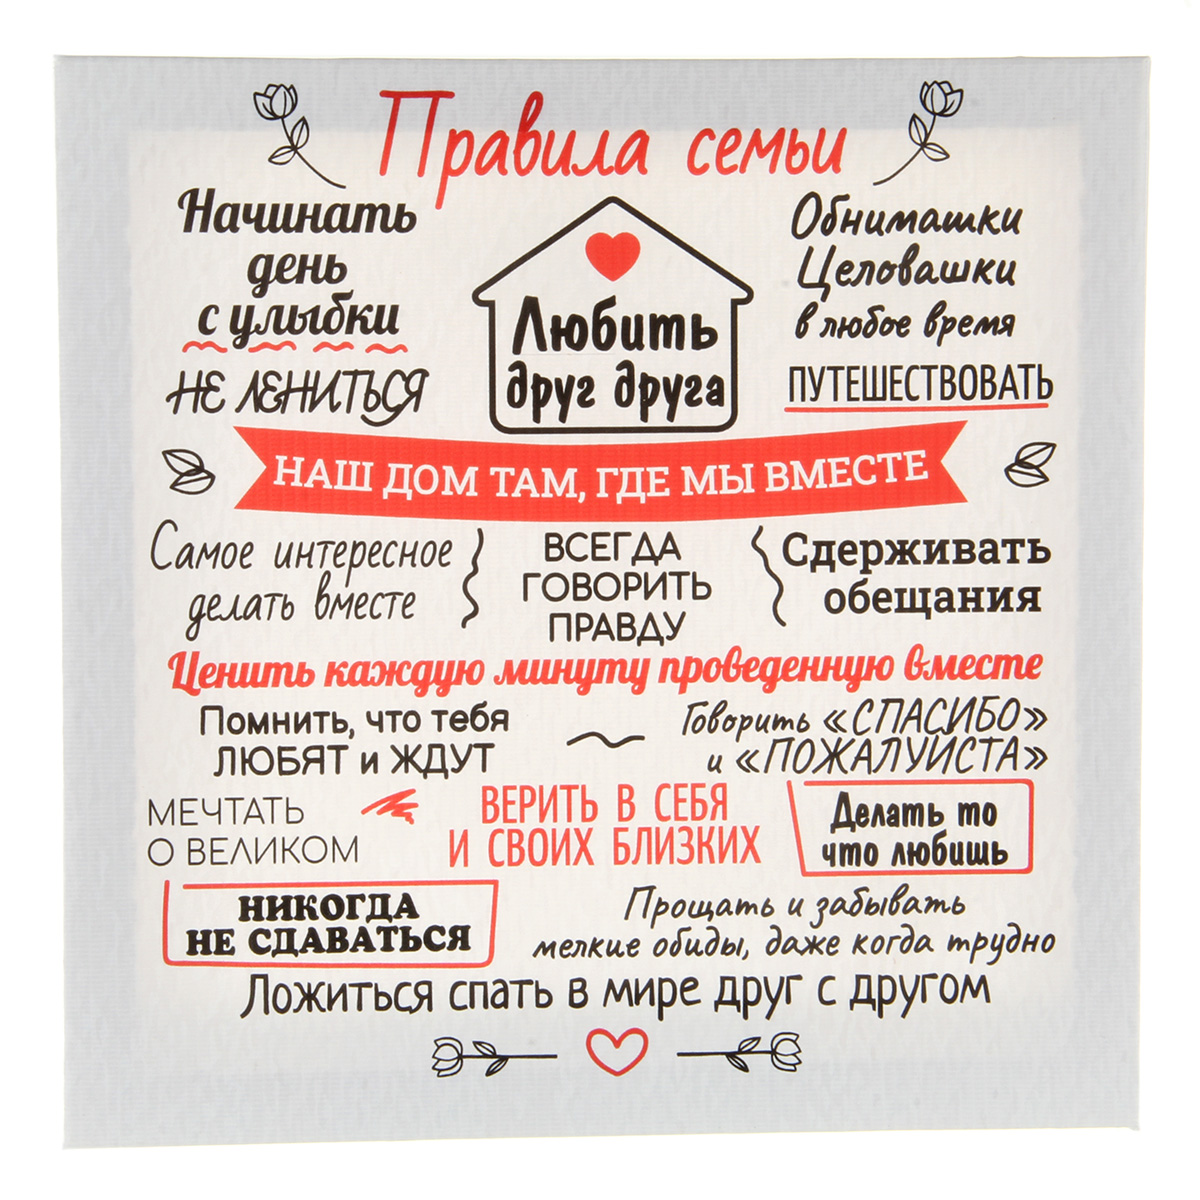 Правила семьи
Начинать
день
с улыбки
НЕ ЛЕНИТЬСЯ
Любить
друг друга
Обнимашки
Целовашки
в любое время
ПУТЕШЕСТВОВАТЬ
НАШ ДОМ ТАМ, ГДЕ МЫ ВМЕСТЕ
Самое интересное
делать вместе
ВСЕГДА
ГОВОРИТЬ
ПРАВДУ
Сдерживать
обещания
Ценить каждую минуту проведенную вместе
Помнить, что тебя
ЛЮБЯТ и ЖДУТ
Говорить «СПАСИБО»
и «ПОЖАЛУЙСТА»
МЕЧТАТЬ
О ВЕЛИКОМ
ВЕРИТЬ В СЕБЯ
И СВОИХ БЛИЗКИХ
Делать то
что любишь
НИКОГДА
НЕ СДАВАТЬСЯ
Прощать и забывать
мелкие обиды, даже когда трудно
Ложиться спать в мире друг с другом